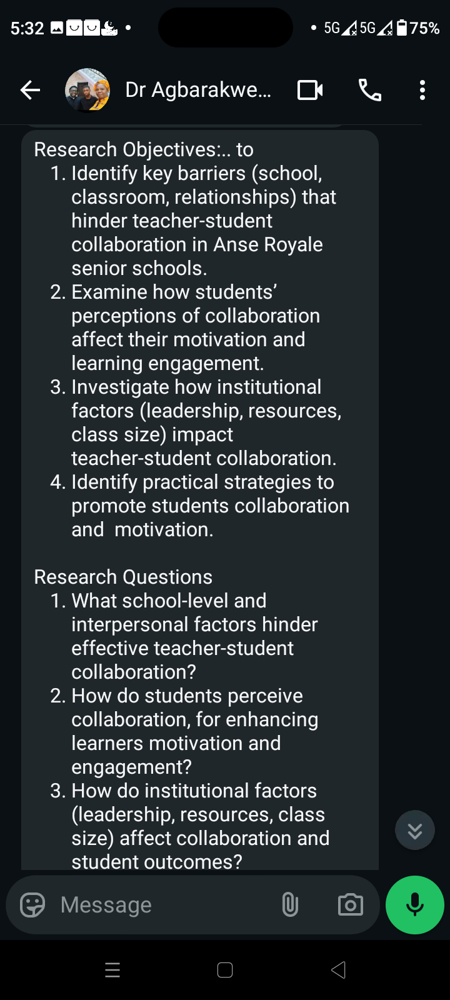 5:32 • • 5G 5G 75%
Dr Agbarakwe...
Research Objectives:.. to
1. Identify key barriers (school,
classroom, relationships) that
hinder teacher-student
collaboration in Anse Royale
senior schools.
2. Examine how students’
perceptions of collaboration
affect their motivation and
learning engagement.
3. Investigate how institutional
factors (leadership, resources,
class size) impact
teacher-student collaboration.
4. Identify practical strategies to
promote students collaboration
and  motivation.
Research Questions
1. What school-level and
interpersonal factors hinder
effective teacher-student
collaboration?
2. How do students perceive
collaboration, for enhancing
learners motivation and
engagement?
3. How do institutional factors
(leadership, resources, class
size) affect collaboration and
student outcomes?
Message